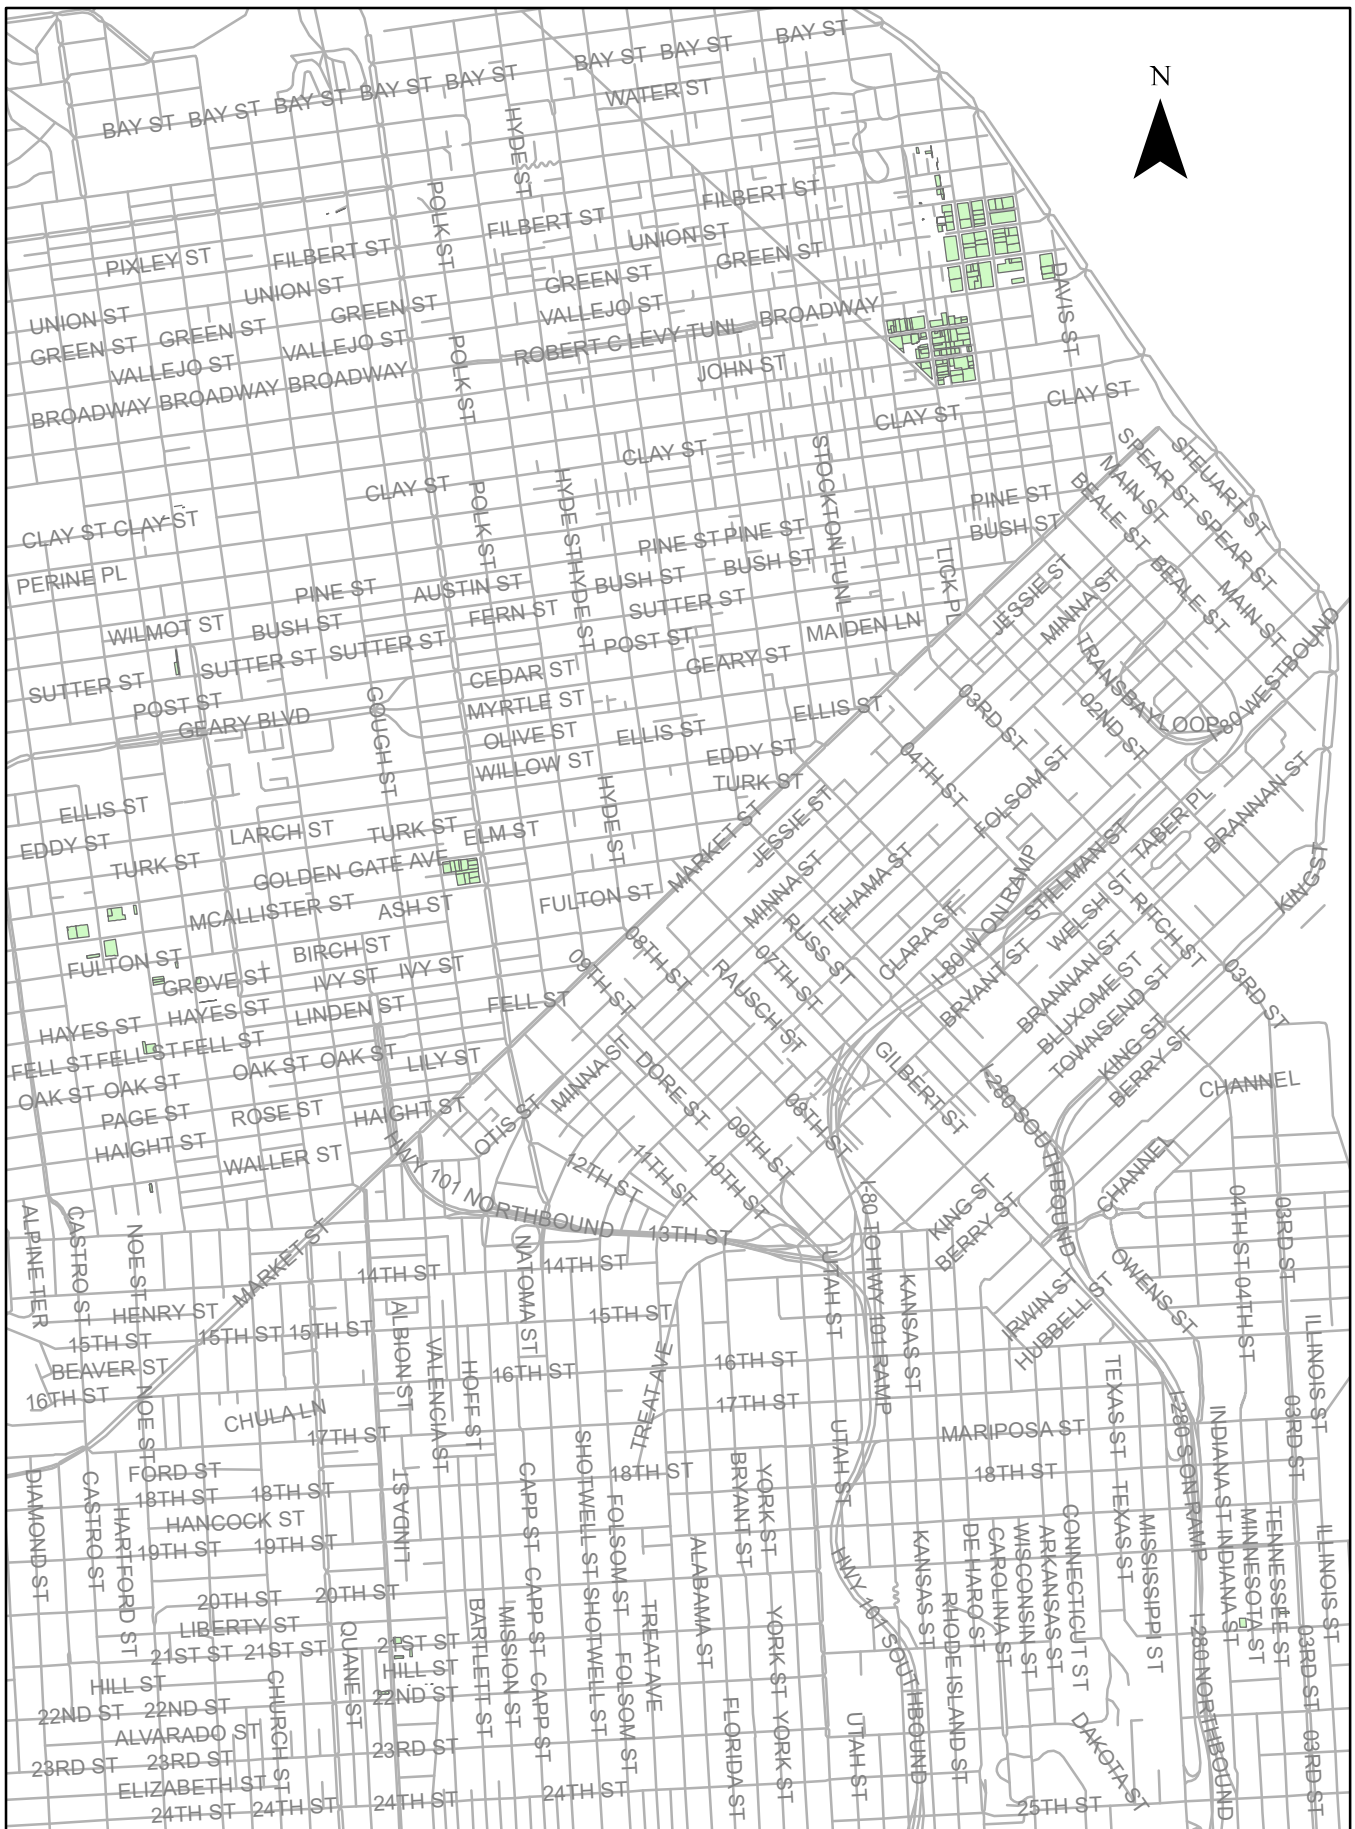 N
BAY ST BAY ST BAY ST
BAY ST BAY ST BAY ST BAY ST BAY ST
WATER ST
HYDE ST
FILBERT ST
POLK ST
FILBERT ST
UNION ST
GREEN ST
FILBERT ST
PIXLEY ST
GREEN ST
UNION ST
DAVIS ST
VALLEJO ST
GREEN ST
BROADWAY
UNION ST
GREEN ST
ROBERT C LEVY TUNL
VALLEJO ST
GREEN ST
POLK ST
JOHN ST
VALLEJO ST
BROADWAY BROADWAY BROADWAY
CLAY ST
CLAY ST
CLAY ST
STOCKTON TUNL
SPEAR ST
STEUART ST
MAIN ST
BEALE ST
CLAY ST
HYDE ST
POLK ST
PINE ST
BUSH ST
SPEAR ST
CLAY ST CLAY ST
PINE ST PINE ST
BUSH ST
LICK PL
BEALE ST
MAIN ST
JESSIE ST
MINNA ST
PERINE PL
PINE ST
AUSTIN ST
BUSH ST
HYDE ST
SUTTER ST
FERN ST
MAIDEN LN
WILMOT ST
BUSH ST
POST ST
TRANSBAY LOOP
I-80 WESTBOUND
SUTTER ST SUTTER ST
GEARY ST
CEDAR ST
SUTTER ST
MYRTLE ST
POST ST
GEARY BLVD
GOUGH ST
ELLIS ST
03RD ST
02ND ST
OLIVE ST
ELLIS ST
WILLOW ST
EDDY ST
TURK ST
04TH ST
FOLSOM ST
TABER PL
BRANNAN ST
ELLIS ST
EDDY ST
LARCH ST
TURK ST
ELM ST
HYDE ST
MARKET ST
JESSIE ST
TURK ST
GOLDEN GATE AVE
MINNA ST
TEHAMA ST
I-80 W ON RAMP
STILLMAN ST
KING ST
MCALLISTER ST
ASH ST
FULTON ST
RUSS ST
CLARA ST
WELSH ST
RITCH ST
BIRCH ST
FULTON ST
08TH ST
09TH ST
07TH ST
BRYANT ST
BRANNAN ST
GROVE ST
IVY ST IVY ST
RAUSCH ST
BLUXOME ST
TOWNSEND ST
03RD ST
HAYES ST
HAYES ST
LINDEN ST
FELL ST
FELL ST FELL ST FELL ST
OAK ST OAK ST
LILY ST
MINNA ST
DORE ST
GILBERT ST
KING ST
BERRY ST
OAK ST OAK ST
I-280 SOUTHBOUND
CHANNEL
PAGE ST
ROSE ST
HAIGHT ST
OTIS ST
08TH ST
09TH ST
HAIGHT ST
WALLER ST
HWY 101 NORTHBOUND
12TH ST
11TH ST
10TH ST
CHANNEL
KING ST
BERRY ST
I-80 TO HWY 101 RAMP
04TH ST 04TH ST
03RD ST
ALPINE TER
CASTRO ST
NOE ST
MARKET ST
13TH ST
14TH ST
NATOMA ST
14TH ST
UTAH ST
KANSAS ST
OWENS ST
HENRY ST
ALBION ST
15TH ST
IRWIN ST
HUBBELL ST
15TH ST 15TH ST 15TH ST
VALENCIA ST
ILLINOIS ST
BEAVER ST
HOFF ST
16TH ST
TREAT AVE
16TH ST
TEXAS ST
16TH ST
NOE ST
17TH ST
CHULA LN
17TH ST
MARIPOSA ST
I-280 S ON RAMP
INDIANA ST
03RD ST
UTAH ST
SHOTWELL ST
FORD ST
18TH ST
18TH ST
DIAMOND ST
CASTRO ST
CAPP ST
BRYANT ST
YORK ST
18TH ST 18TH ST
LINDA ST
HANCOCK ST
HARTFORD ST
FOLSOM ST
TEXAS ST
MISSISSIPPI ST
19TH ST 19TH ST
KANSAS ST
DE HARO ST
CAROLINA ST
WISCONSIN ST
ARKANSAS ST
CONNECTICUT ST
INDIANA ST
MINNESOTA ST
TENNESSEE ST
ILLINOIS ST
HWY 101 SOUTHBOUND
ALABAMA ST
20TH ST 20TH ST
CAPP ST
SHOTWELL ST
BARTLETT ST
MISSION ST
TREAT AVE
YORK ST
RHODE ISLAND ST
LIBERTY ST
QUANE ST
21ST ST
I-280 NORTHBOUND
03RD ST
21ST ST 21ST ST
HILL ST
FOLSOM ST
HILL ST
CHURCH ST
22ND ST
CAPP ST
22ND ST 22ND ST
FLORIDA ST
YORK ST
UTAH ST
DAKOTA ST
ALVARADO ST
23RD ST
03RD ST
23RD ST 23RD ST
ELIZABETH ST
24TH ST
24TH ST 24TH ST 24TH ST
25TH ST